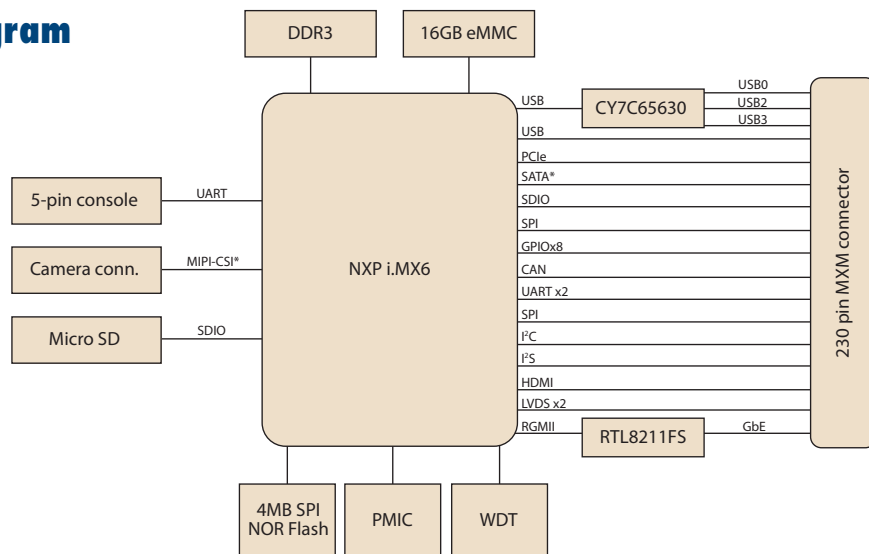 gram
DDR3
16GB eMMC
5-pin console
UART
Camera conn.
MIPI-CSI*
Micro SD
SDIO
NXP i.MX6
USB
CY7C65630
USB0
USB2
USB3
USB
PCIe
SATA*
SDIO
SPI
GPIOx8
CAN
UART x2
SPI
I²C
I²S
HDMI
LVDS x2
RGMII
RTL8211FS
GbE
230 pin MXM connector
4MB SPI
NOR Flash
PMIC
WDT